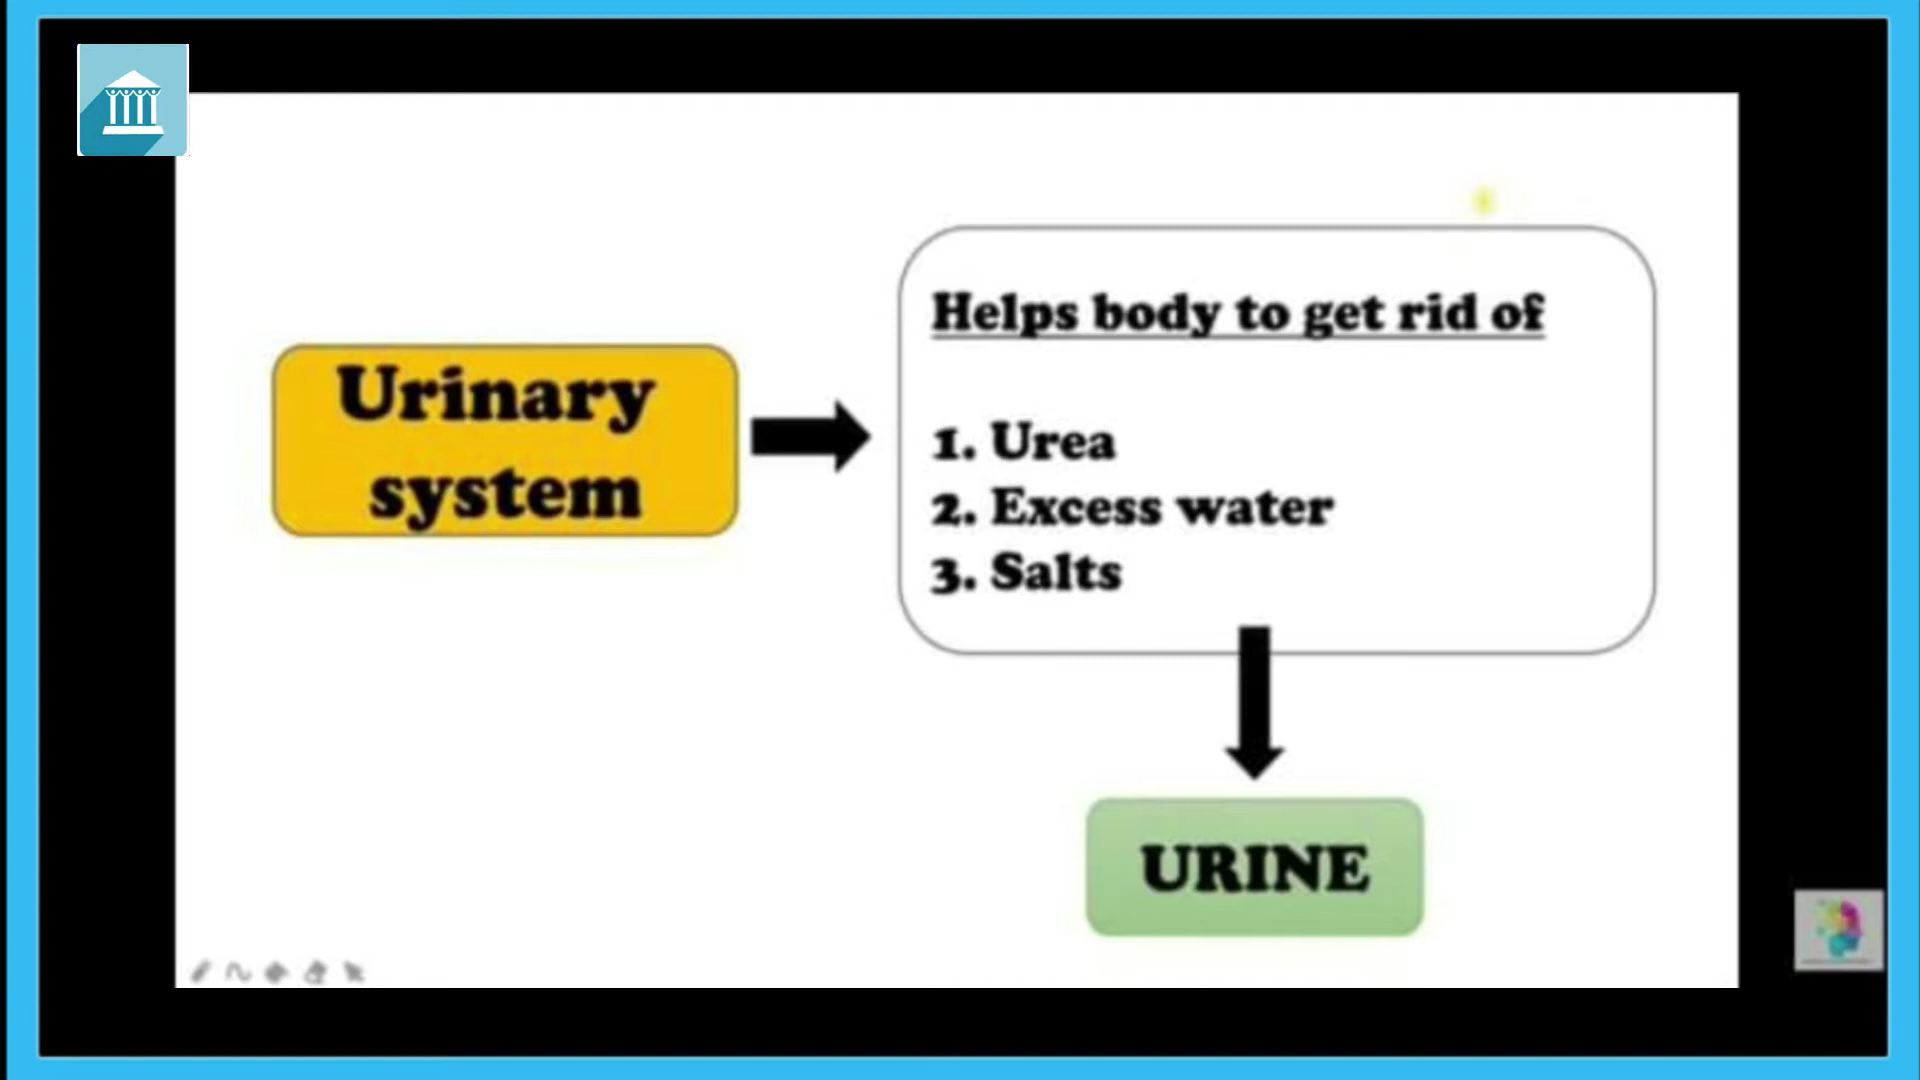 Urinary
system
Helps body to get rid of
1. Urea
2. Excess water
3. Salts
URINE